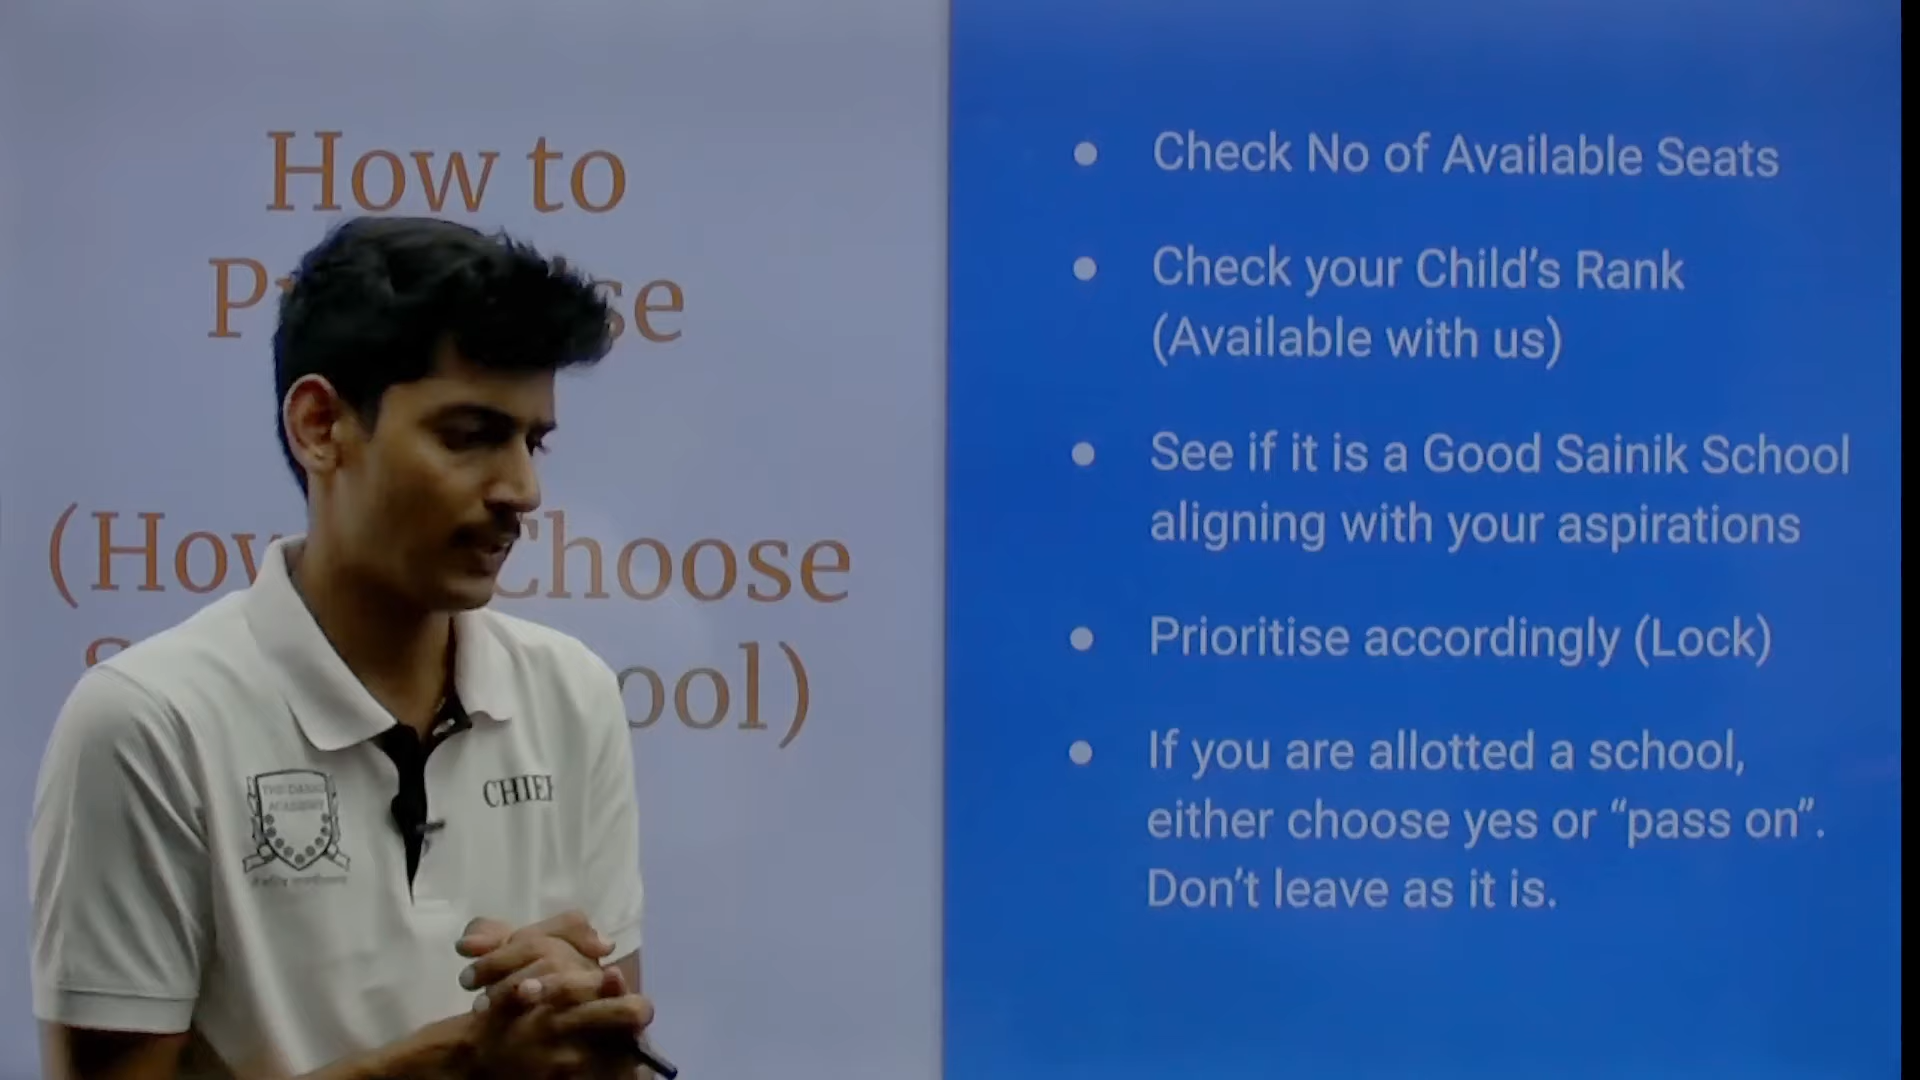 How to
se
(How Choose
ool)
Check No of Available Seats
Check your Child's Rank
(Available with us)
See if it is a Good Sainik School
aligning with your aspirations
Prioritise accordingly (Lock)
If you are allotted a school,
either choose yes or “pass on”.
Don't leave as it is.
ACADEMY
CHIEF